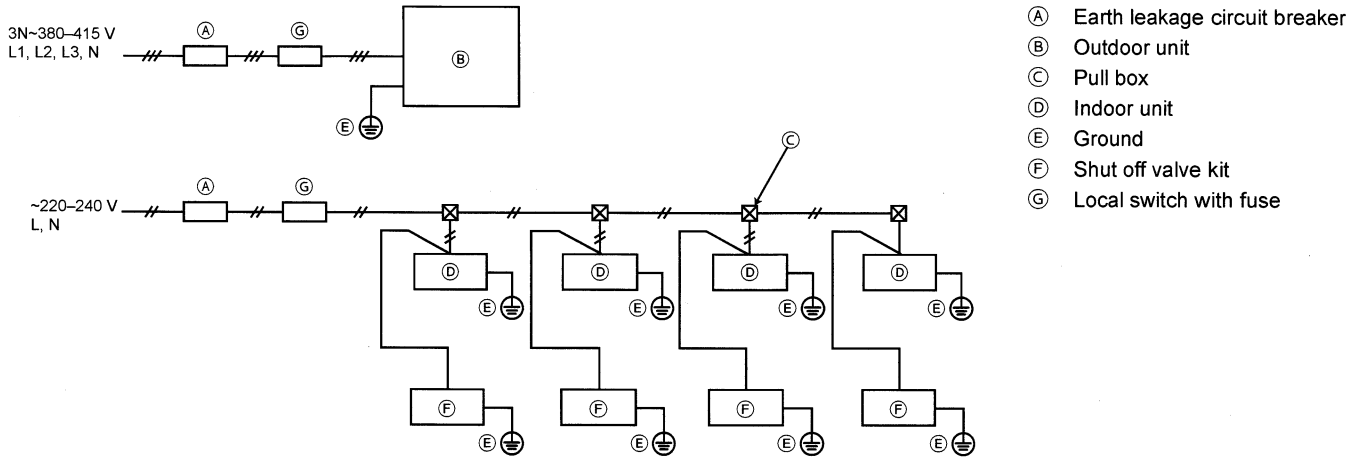 3N~380–415 V
L1, L2, L3, N
Ⓐ
Ⓖ
Ⓑ
Ⓔ
Ⓒ
~220–240 V
L, N
Ⓐ
Ⓖ
Ⓓ
Ⓓ
Ⓓ
Ⓓ
Ⓔ
Ⓔ
Ⓔ
Ⓔ
Ⓕ
Ⓕ
Ⓕ
Ⓕ
Ⓔ
Ⓔ
Ⓔ
Ⓔ
Ⓐ Earth leakage circuit breaker
Ⓑ Outdoor unit
Ⓒ Pull box
Ⓓ Indoor unit
Ⓔ Ground
Ⓕ Shut off valve kit
Ⓖ Local switch with fuse